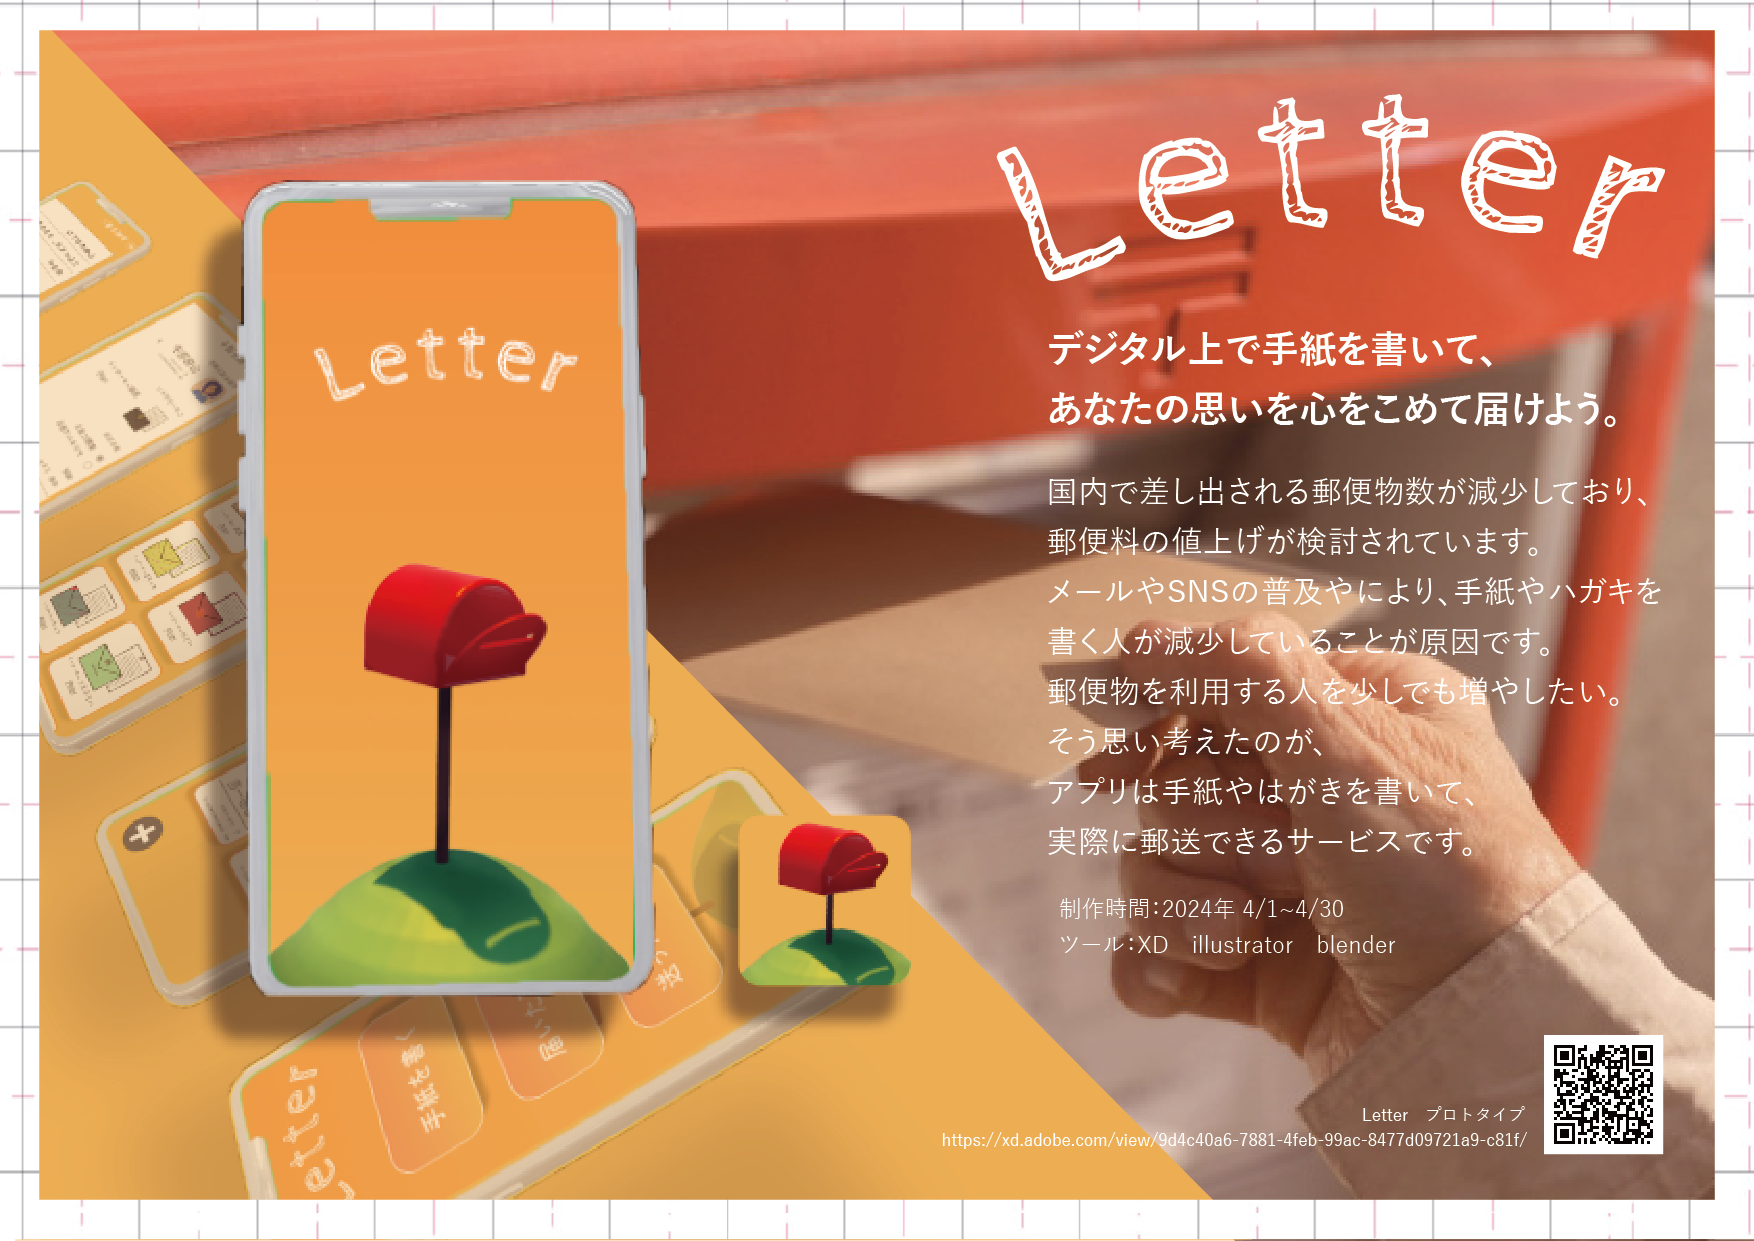 Letter
Letter
デジタル上で手紙を書いて、
あなたの思いを心をこめて届けよう。
国内で差し出される郵便物数が減少しており、
郵便料の値上げが検討されています。
メールやSNSの普及やにより、手紙やハガキを
書く人が減少していることが原因です。
郵便物を利用する人を少しでも増やしたい。
そう思い考えたのが、
アプリは手紙やはがきを書いて、
実際に郵送できるサービスです。
制作時間：2024年 4/1~4/30
ツール：XD　illustrator　blender
手紙を書く
Letter　プロトタイプ
https://xd.adobe.com/view/9d4c40a6-7881-4feb-99ac-8477d09721a9-c81f/